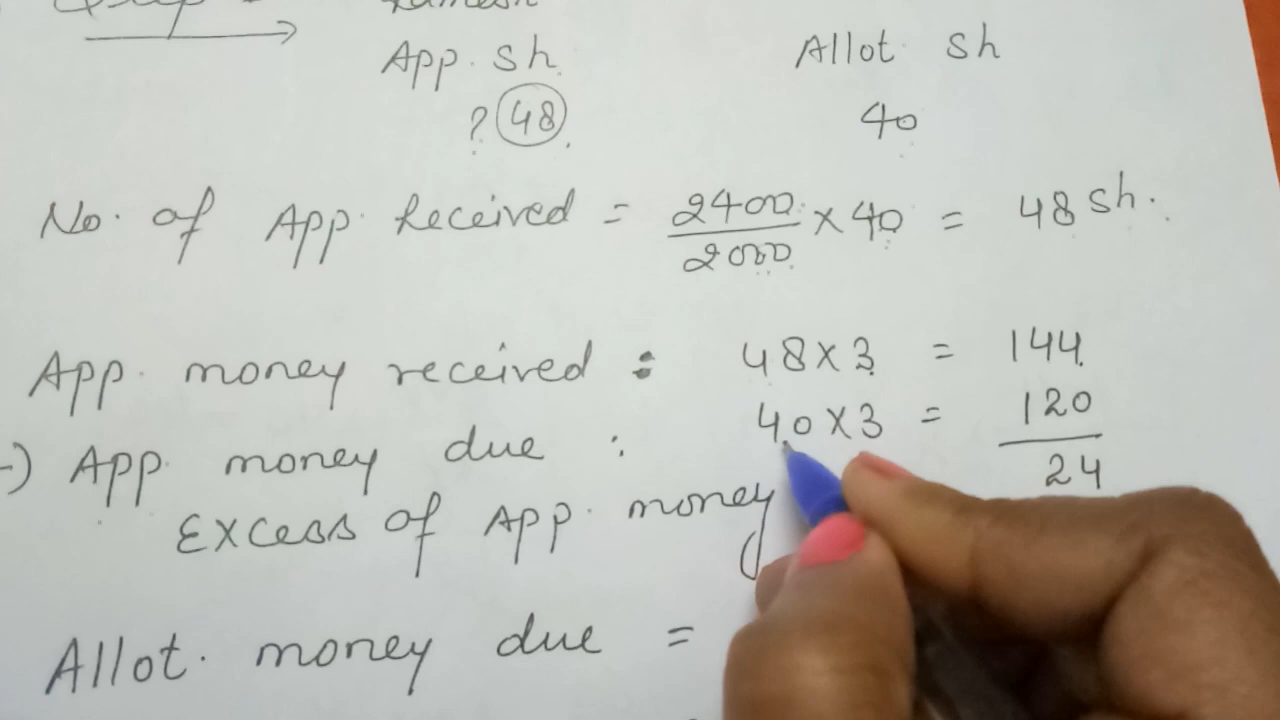 App. Sh. Allot. Sh
? 48 40
No. of App. Received = 2400/2000 × 40 = 48 Sh.
App. money received : 48 × 3 = 144
-) App. money due : 40 × 3 = 120
Excess of App. money 24
Allot. money due =